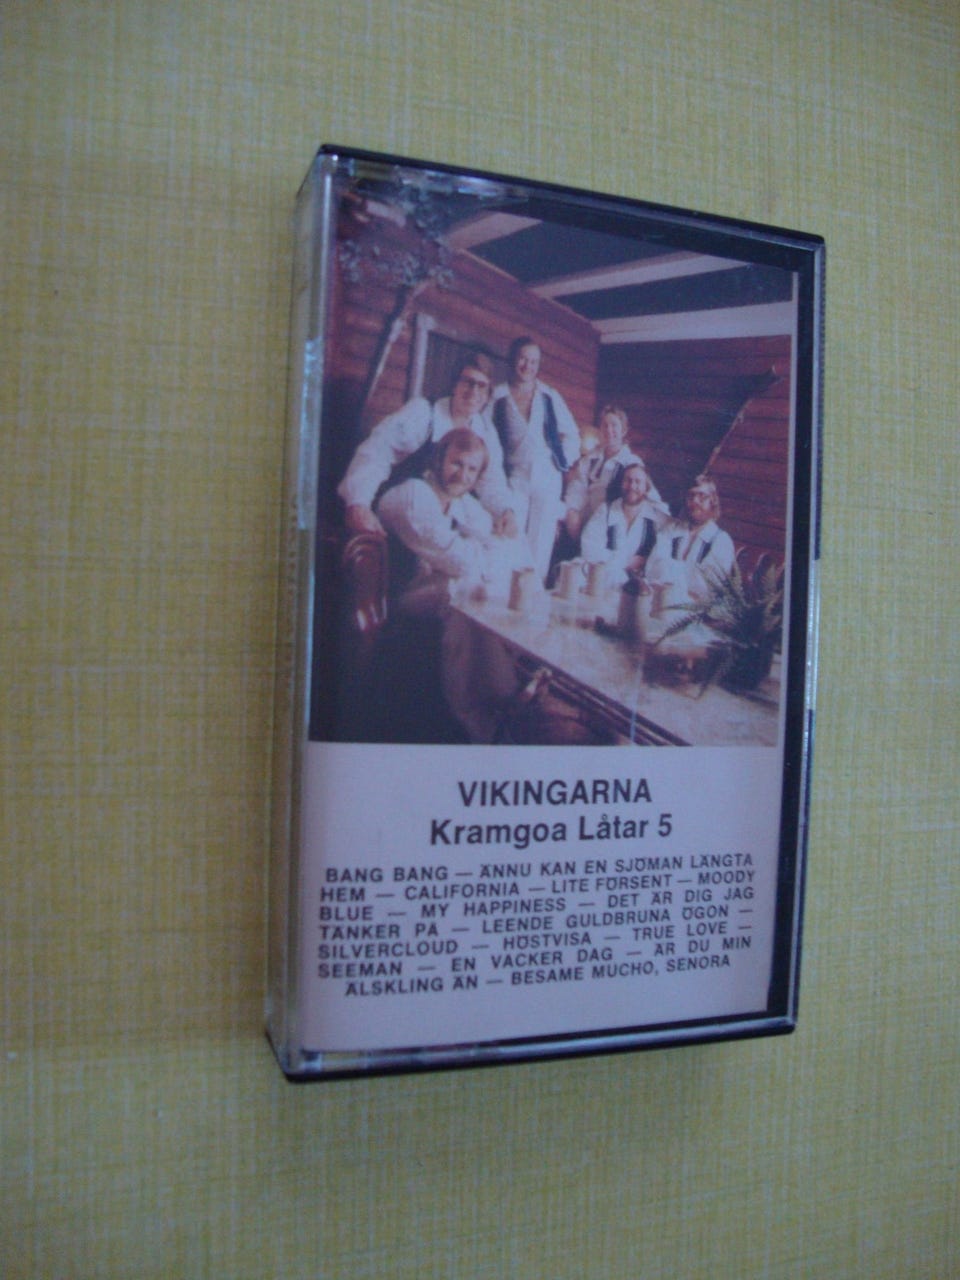 VIKINGARNA
Kramgoa Låtar 5
BANG BANG — ÄNNU KAN EN SJÖMAN LÄNGTA
HEM — CALIFORNIA — LITE FÖRSENT — MOODY
BLUE — MY HAPPINESS — DET ÄR DIG JAG
TÄNKER PÅ — LEENDE GULDBRUNA ÖGON —
SILVERCLOUD — HÖSTVISA — TRUE LOVE —
SEEMAN — EN VACKER DAG — ÄR DU MIN
ÄLSKLING ÄN — BESAME MUCHO, SENORA